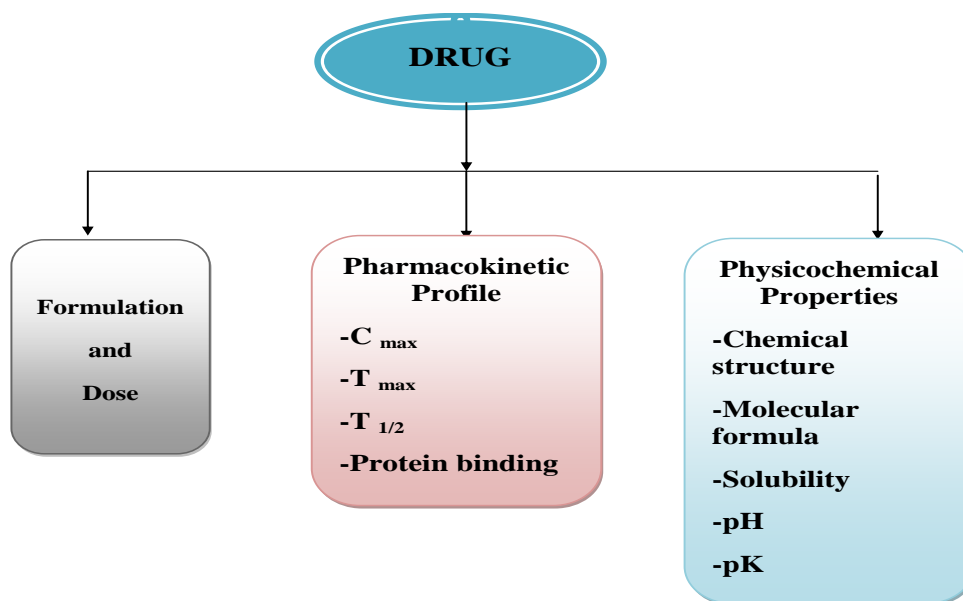 DRUG
Formulation
and
Dose
Pharmacokinetic
Profile
-C max
-T max
-T 1/2
-Protein binding
Physicochemical
Properties
-Chemical
structure
-Molecular
formula
-Solubility
-pH
-pK